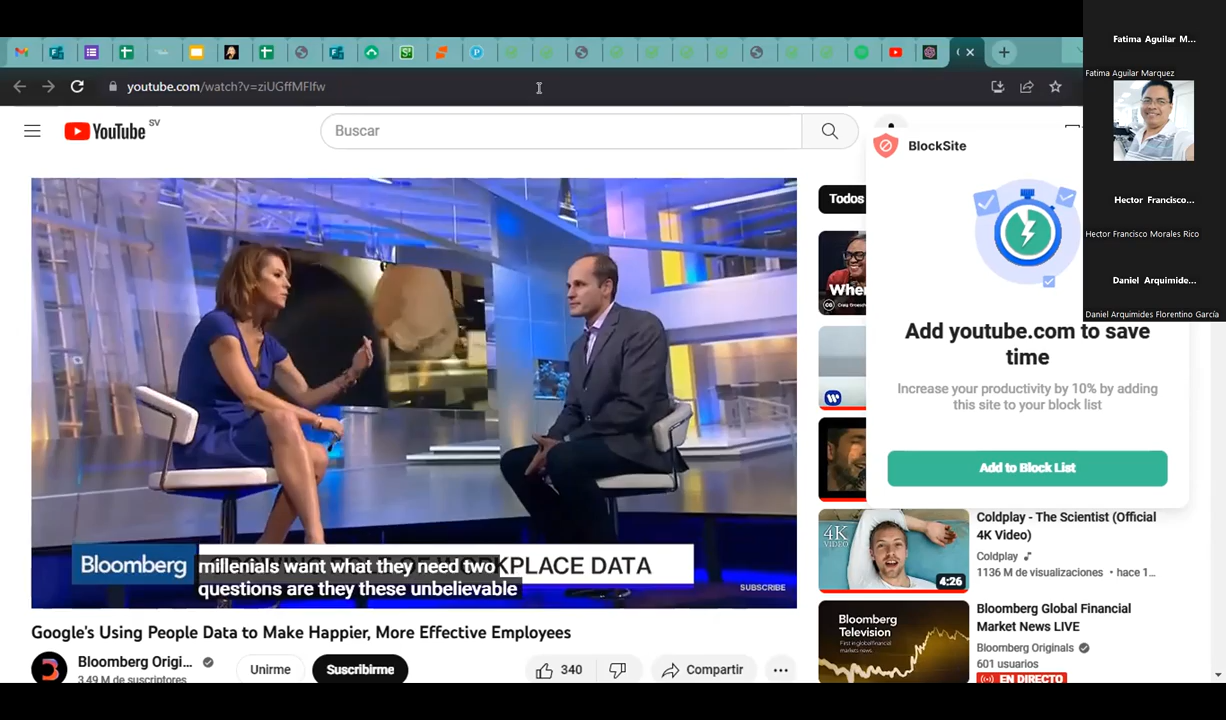 Fatima Aguilar M...
Fatima Aguilar Marquez
Hector Francisco...
Hector Francisco Morales Rico
Daniel Arquimide...
Daniel Arquimides Florentino García
youtube.com/watch?v=ziUGffMFIfw
YouTube SV
Buscar
BlockSite
Add youtube.com to save
time
Increase your productivity by 10% by adding
this site to your block list
Add to Block List
Todos
Bloomberg
KPLACE DATA
millenials want what they need two
questions are they these unbelievable
SUBSCRIBE
Google's Using People Data to Make Happier, More Effective Employees
Bloomberg Origi...
3.49 M de suscriptores
Unirme
Suscribirme
340
Compartir
4K
VIDEO
4:26
Coldplay - The Scientist (Official
4K Video)
Coldplay
1136 M de visualizaciones • hace 1...
Bloomberg
Television
Bloomberg Global Financial
Market News LIVE
Bloomberg Originals
601 usuarios
EN DIRECTO